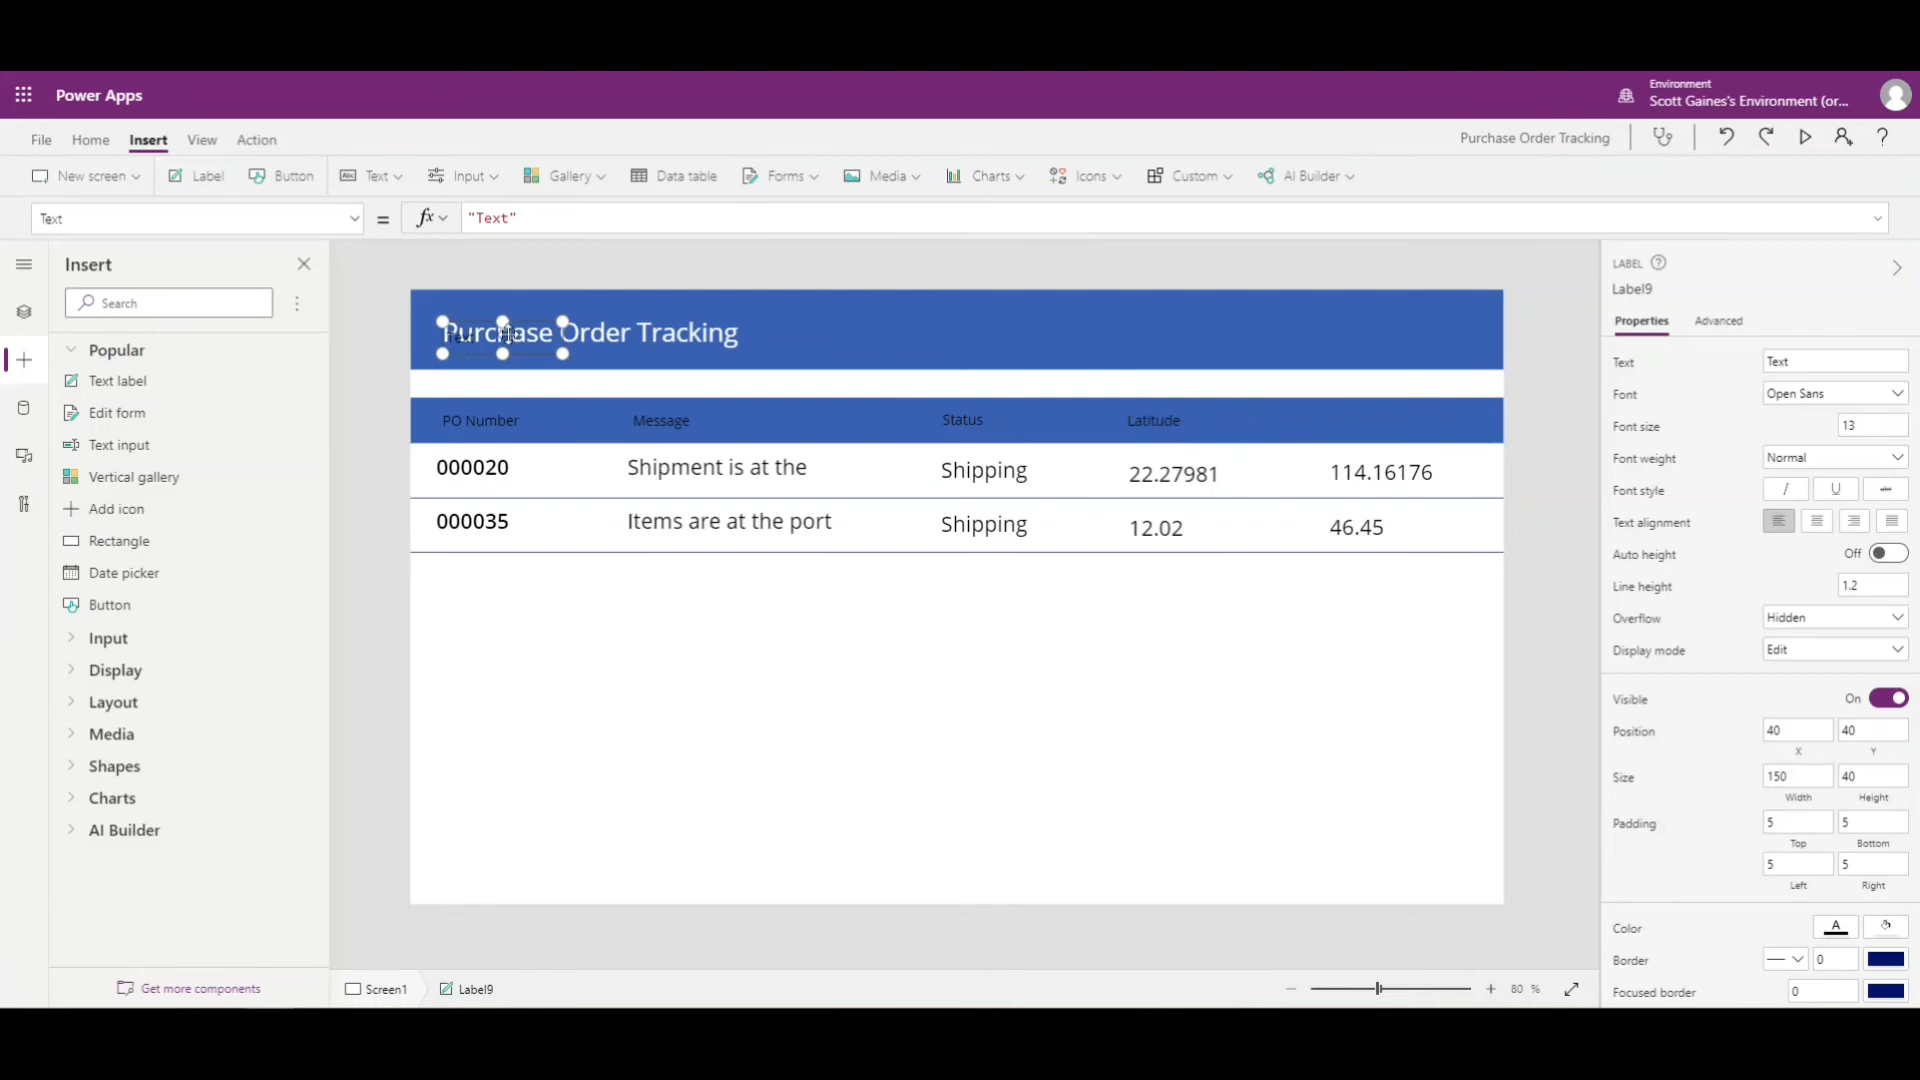 Power Apps
Environment
Scott Gaines's Environment (or...
File Home Insert View Action
Purchase Order Tracking
New screen Label Button Text Input Gallery Data table Forms Media Charts Icons Custom AI Builder
Text = fx "Text"
Insert
Search
Popular
Text label
Edit form
Text input
Vertical gallery
Add icon
Rectangle
Date picker
Button
Input
Display
Layout
Media
Shapes
Charts
AI Builder
Get more components
Purchase Order Tracking
Text
PO Number Message Status Latitude
000020 Shipment is at the Shipping 22.27981 114.16176
000035 Items are at the port Shipping 12.02 46.45
Screen1 Label9
80 %
LABEL
Label9
Properties Advanced
Text Text
Font Open Sans
Font size 13
Font weight Normal
Font style / U abc
Text alignment
Auto height Off
Line height 1.2
Overflow Hidden
Display mode Edit
Visible On
Position 40 40
X Y
Size 150 40
Width Height
Padding 5 5
Top Bottom
5 5
Left Right
Color A
Border 0
Focused border 0